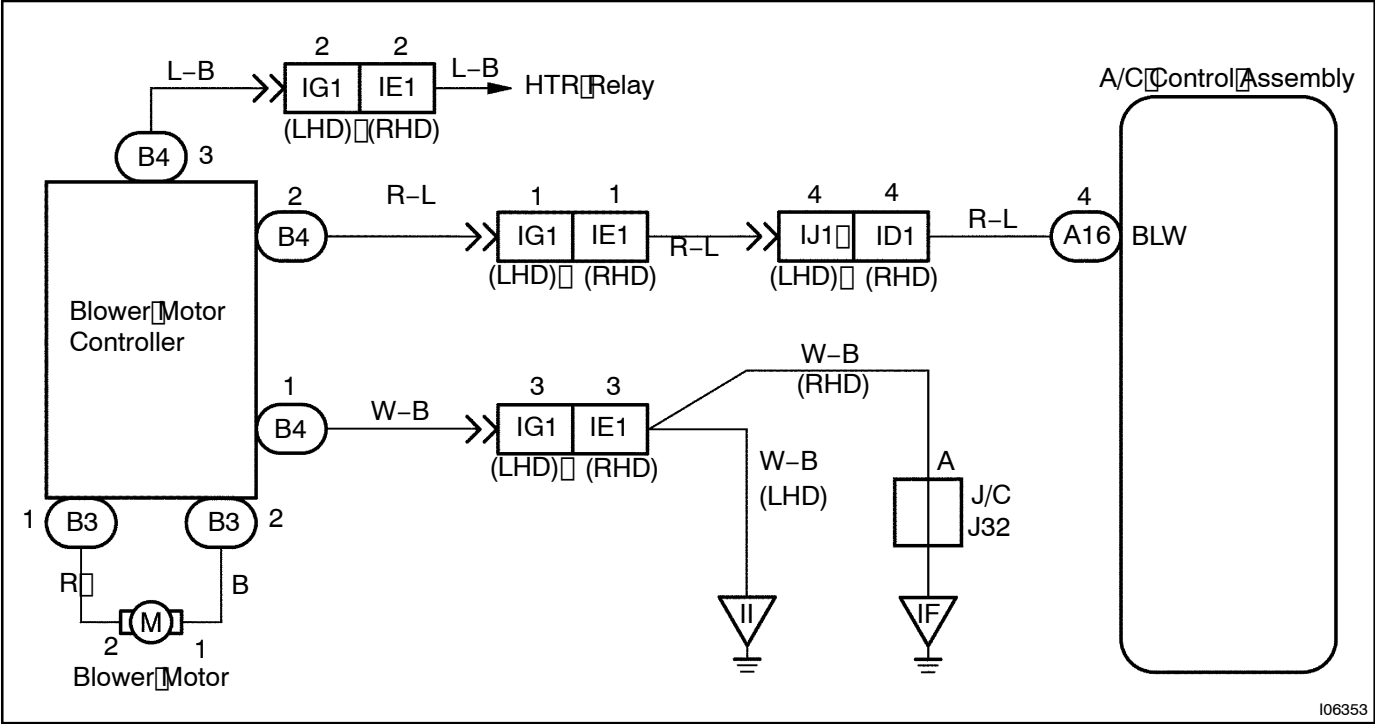 2 2
L–B
IG1 IE1
L–B
HTR Relay
(LHD) (RHD)
A/C Control Assembly
B4 3
2
B4
R–L
1 1
IG1 IE1
(LHD) (RHD)
R–L
4 4
IJ1 ID1
(LHD) (RHD)
R–L
4
A16
BLW
Blower Motor
Controller
1
B4
W–B
3 3
IG1 IE1
(LHD) (RHD)
W–B
(RHD)
W–B
(LHD)
A
J/C
J32
1 B3
B3 2
R
B
M
2 1
Blower Motor
II
IF
I06353